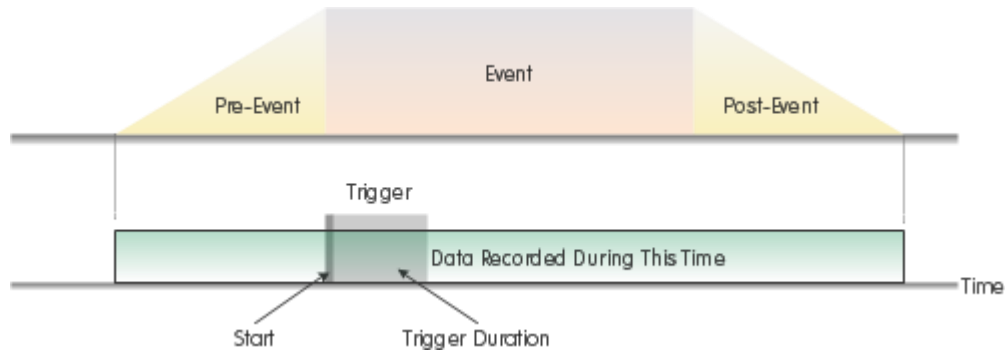 Event
Pre-Event
Post-Event
Trigger
Data Recorded During This Time
Time
Start
Trigger Duration